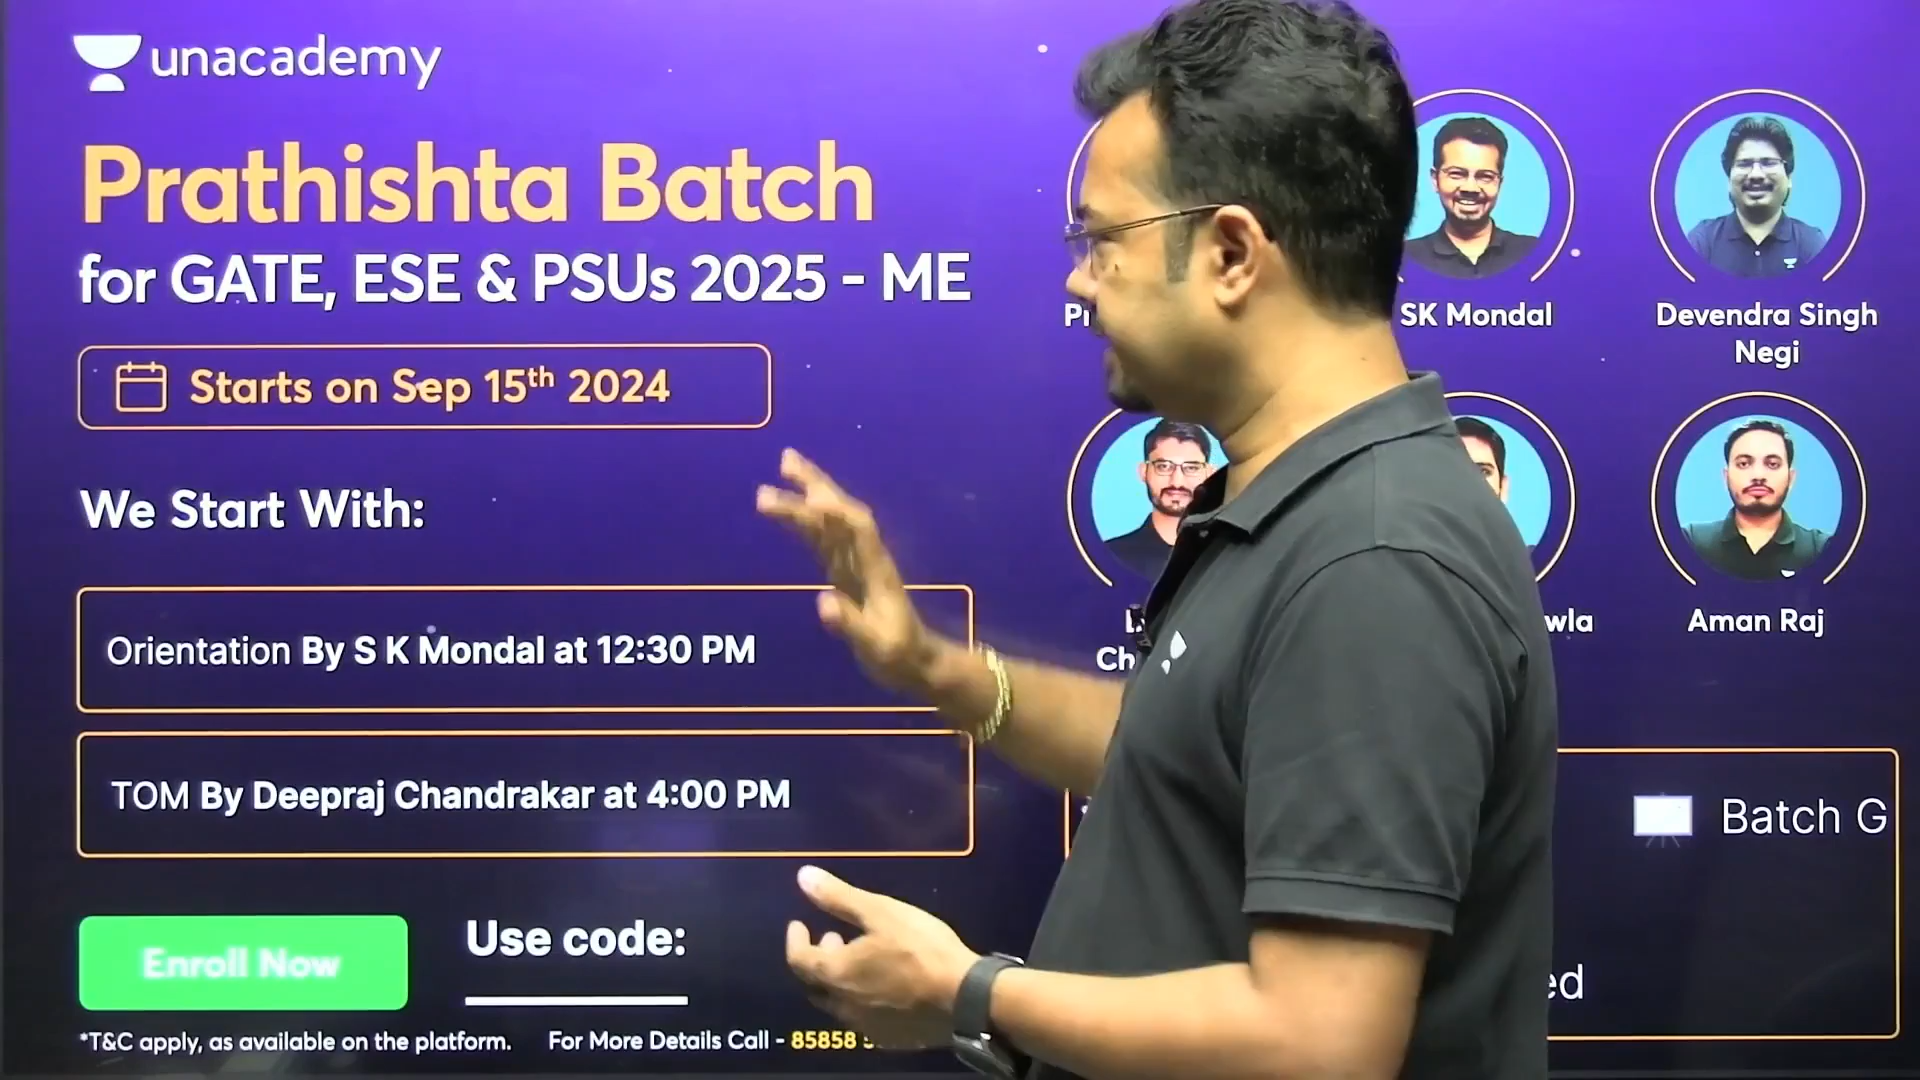 unacademy
Prathishta Batch
for GATE, ESE & PSUs 2025 - ME
Starts on Sep 15th 2024
We Start With:
Orientation By S K Mondal at 12:30 PM
TOM By Deepraj Chandrakar at 4:00 PM
Enroll Now
Use code:
*T&C apply, as available on the platform.
For More Details Call - 85858
SK Mondal
Devendra Singh
Negi
Aman Raj
Batch G